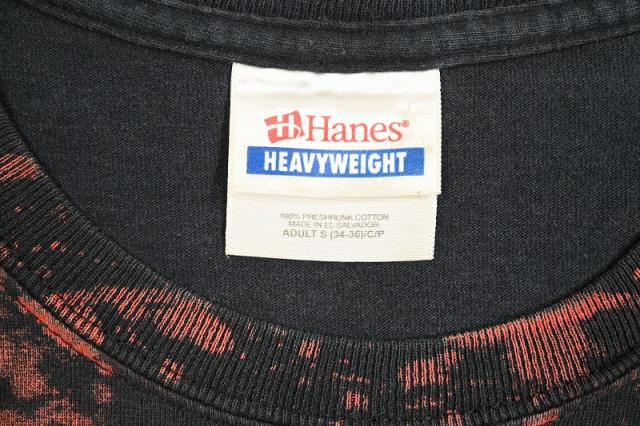 Hanes®
HEAVYWEIGHT
100% PRESHRUNK COTTON
MADE IN EL SALVADOR
ADULT S (34-36)/C/P